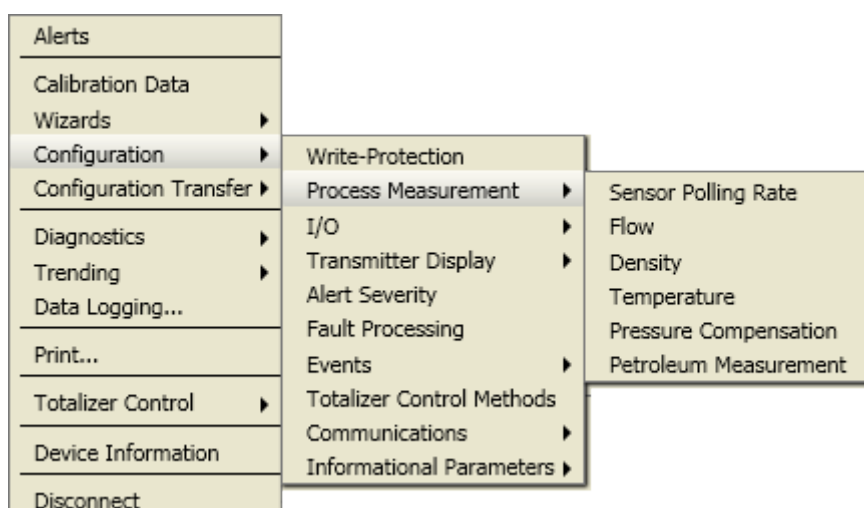 Alerts
Calibration Data
Wizards
Configuration
Configuration Transfer
Diagnostics
Trending
Data Logging...
Print...
Totalizer Control
Device Information
Disconnect
Write-Protection
Process Measurement
I/O
Transmitter Display
Alert Severity
Fault Processing
Events
Totalizer Control Methods
Communications
Informational Parameters
Sensor Polling Rate
Flow
Density
Temperature
Pressure Compensation
Petroleum Measurement